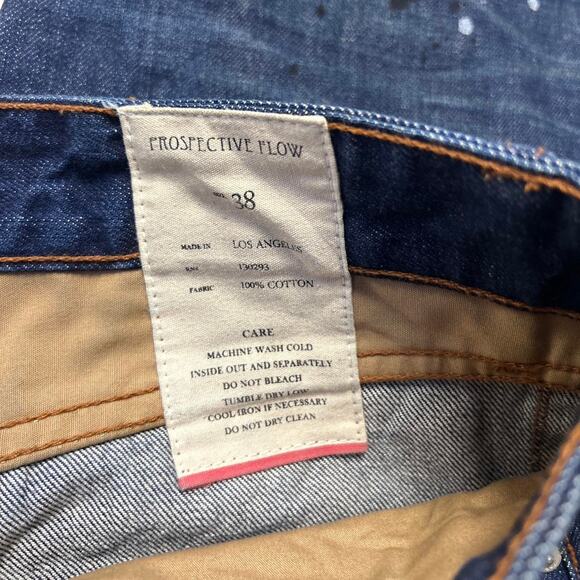 PROSPECTIVE FLOW
38
MADE IN LOS ANGELES
RN# 130293
FABRIC 100% COTTON
CARE
MACHINE WASH COLD
INSIDE OUT AND SEPARATELY
DO NOT BLEACH
TUMBLE DRY LOW
COOL IRON IF NECESSARY
DO NOT DRY CLEAN